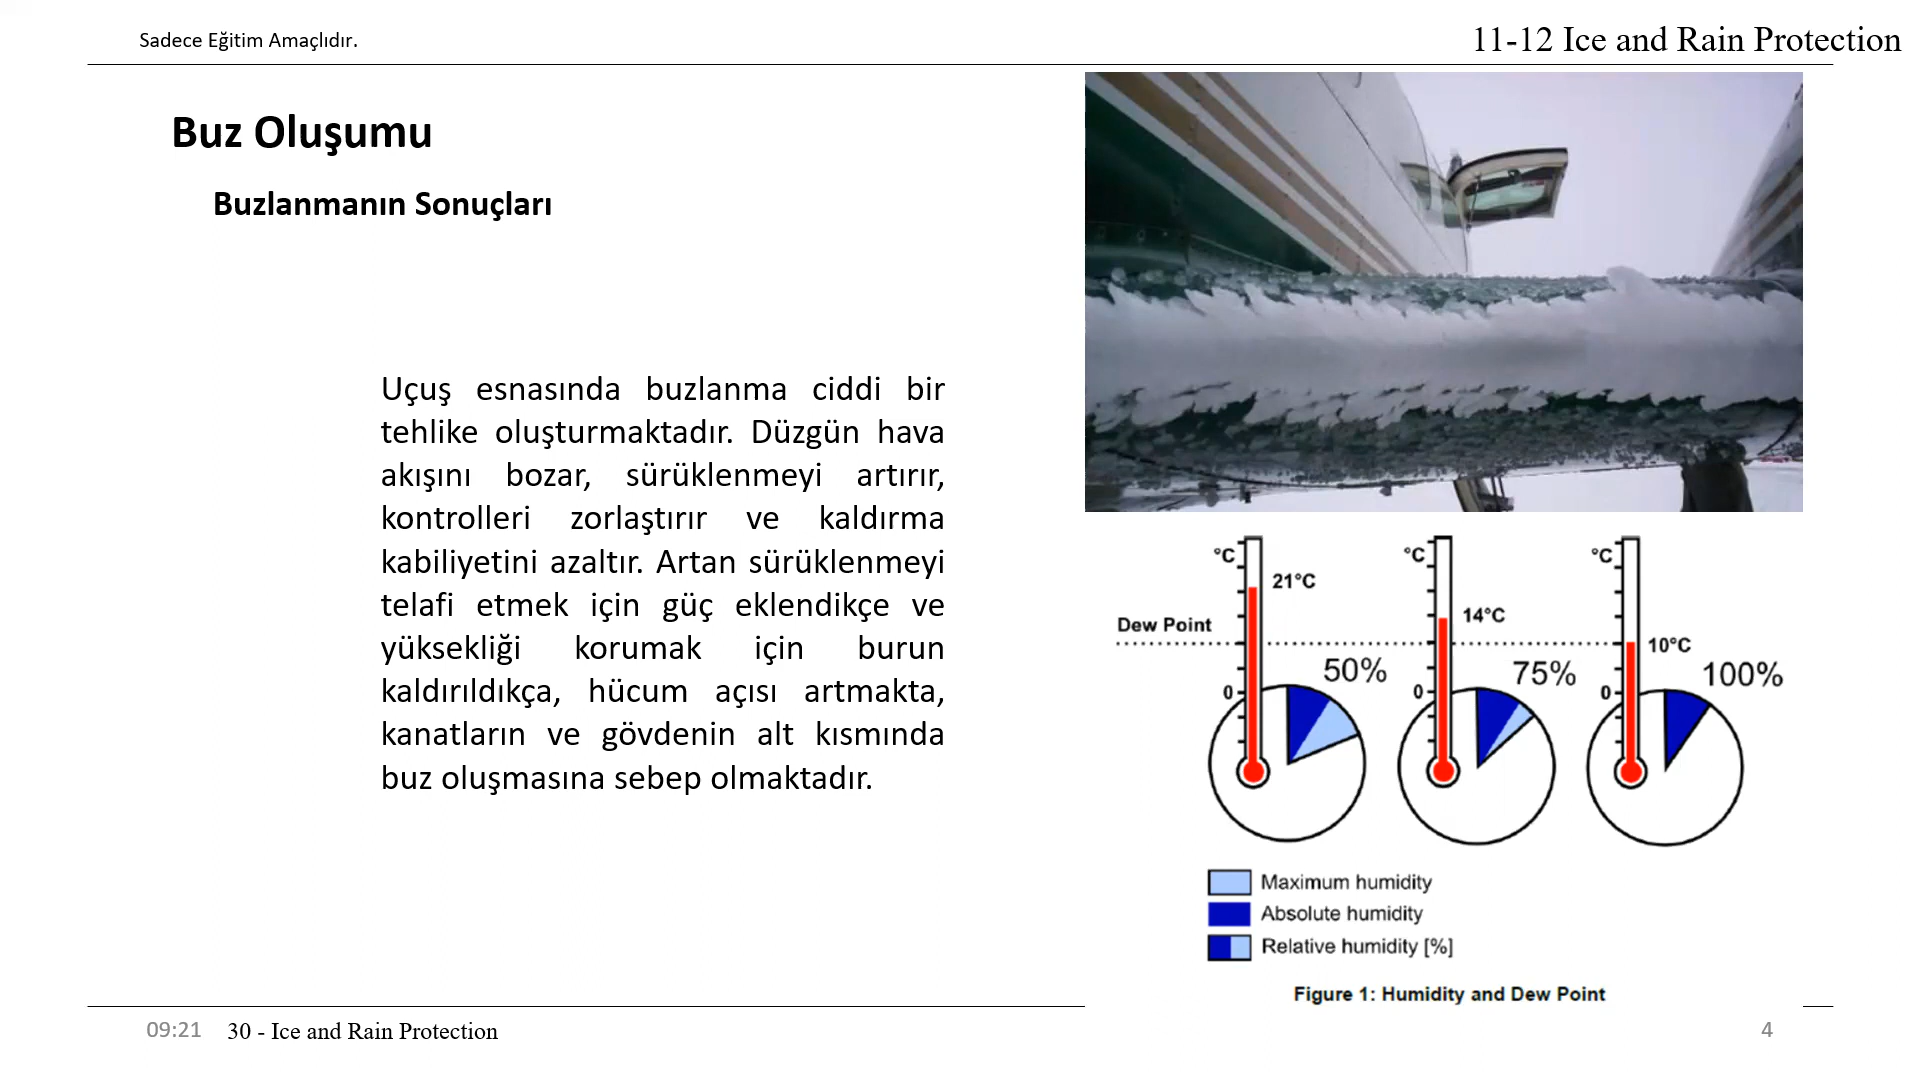 Sadece Eğitim Amaçlıdır.
11-12 Ice and Rain Protection
Buz Oluşumu
Buzlanmanın Sonuçları
Uçuş esnasında buzlanma ciddi bir
tehlike oluşturmaktadır. Düzgün hava
akışını bozar, sürüklenmeyi artırır,
kontrolleri zorlaştırır ve kaldırma
kabiliyetini azaltır. Artan sürüklenmeyi
telafi etmek için güç eklendikçe ve
yüksekliği korumak için burun
kaldırıldıkça, hücum açısı artmakta,
kanatların ve gövdenin alt kısmında
buz oluşmasına sebep olmaktadır.
°C 21°C °C 14°C °C 10°C
Dew Point
50% 75% 100%
0 0 0
Maximum humidity
Absolute humidity
Relative humidity [%]
Figure 1: Humidity and Dew Point
09:21 30 - Ice and Rain Protection 4